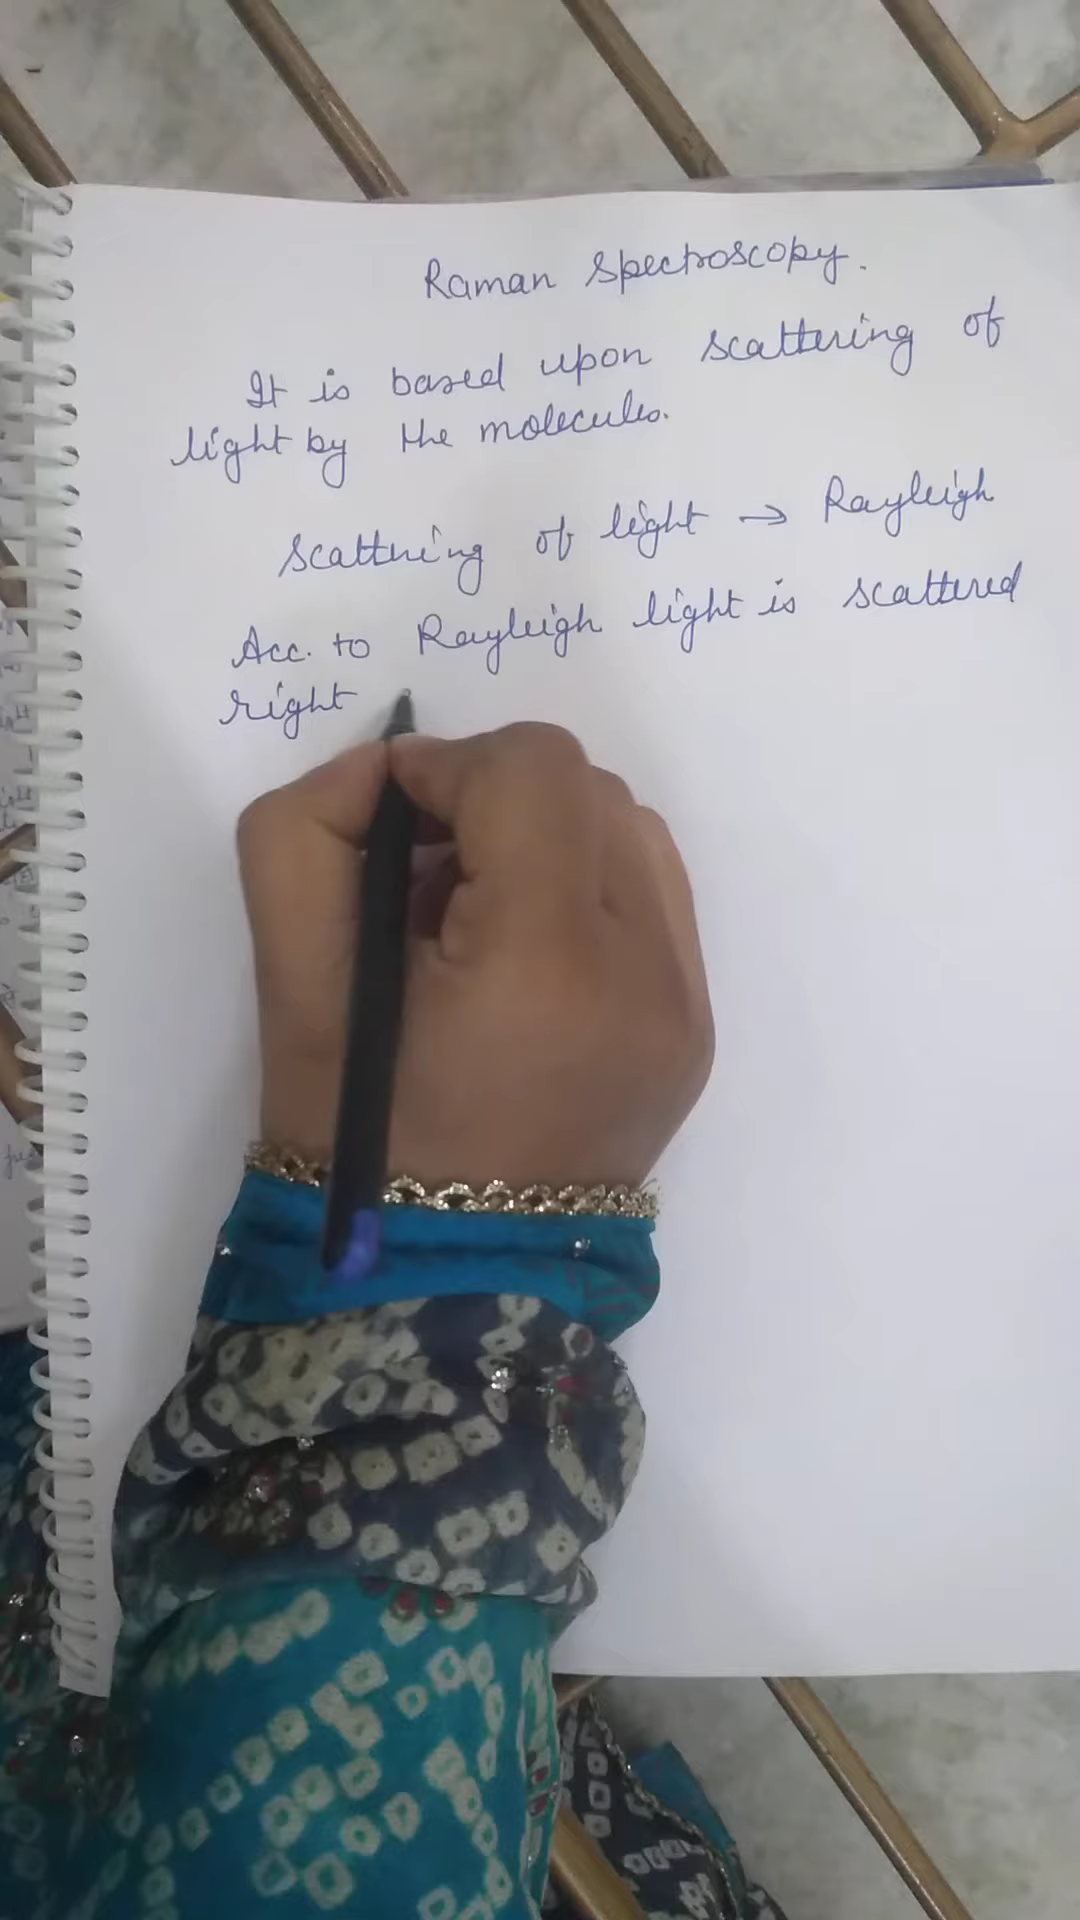 Raman Spectroscopy.
It is based upon scattering of
light by the molecules.
Scattering of light → Rayleigh
Acc. to Rayleigh light is scattered
right